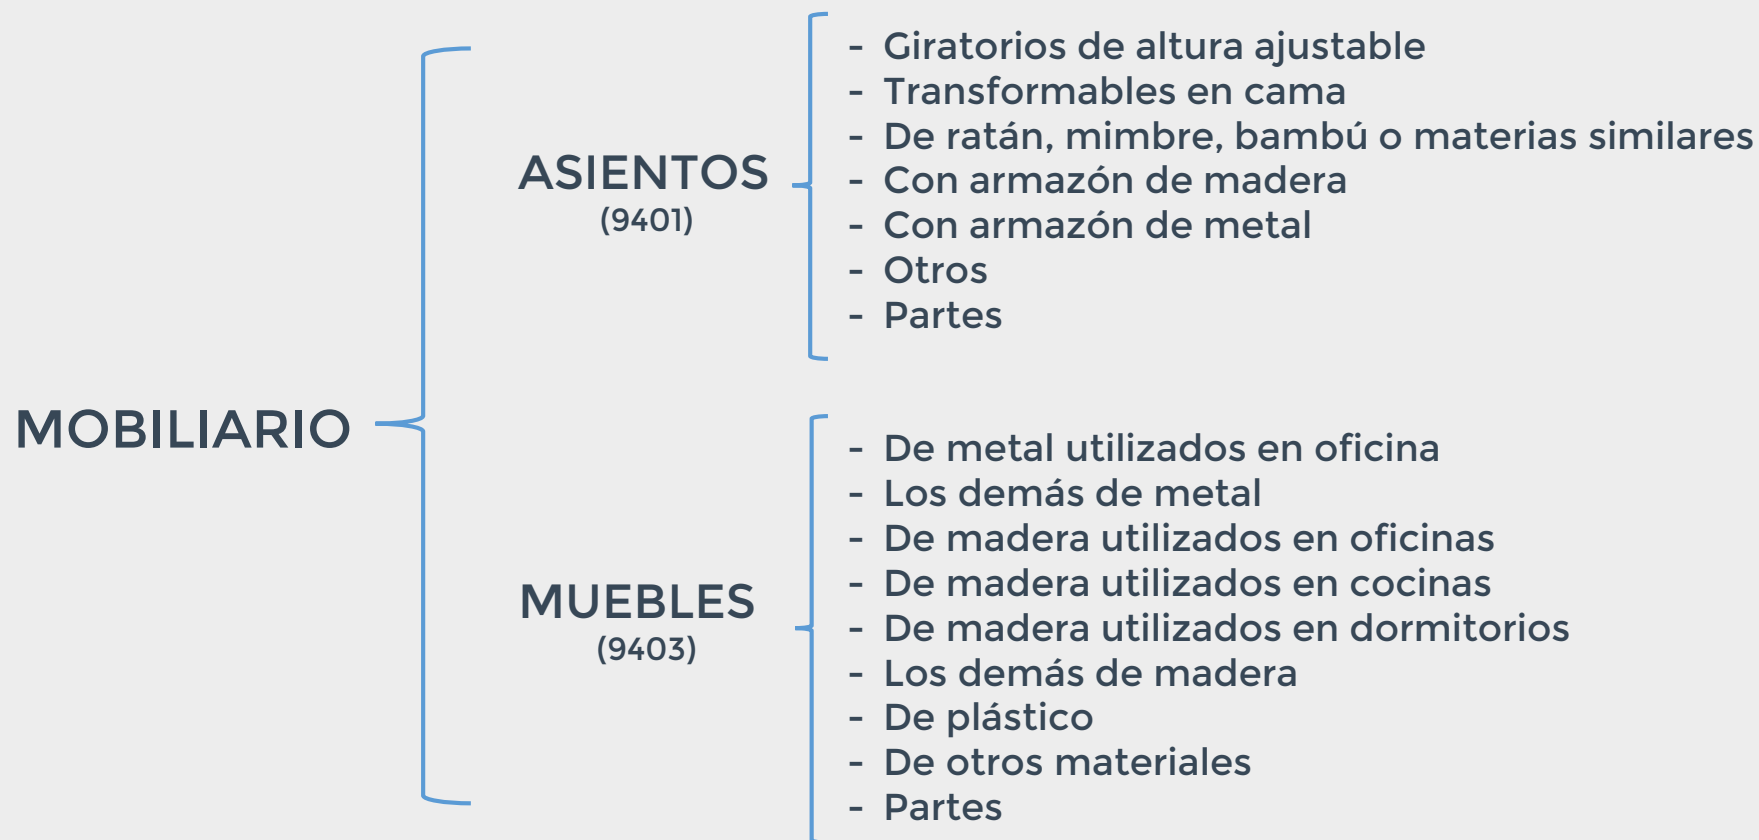 MOBILIARIO
ASIENTOS
(9401)
- Giratorios de altura ajustable
- Transformables en cama
- De ratán, mimbre, bambú o materias similares
- Con armazón de madera
- Con armazón de metal
- Otros
- Partes
MUEBLES
(9403)
- De metal utilizados en oficina
- Los demás de metal
- De madera utilizados en oficinas
- De madera utilizados en cocinas
- De madera utilizados en dormitorios
- Los demás de madera
- De plástico
- De otros materiales
- Partes